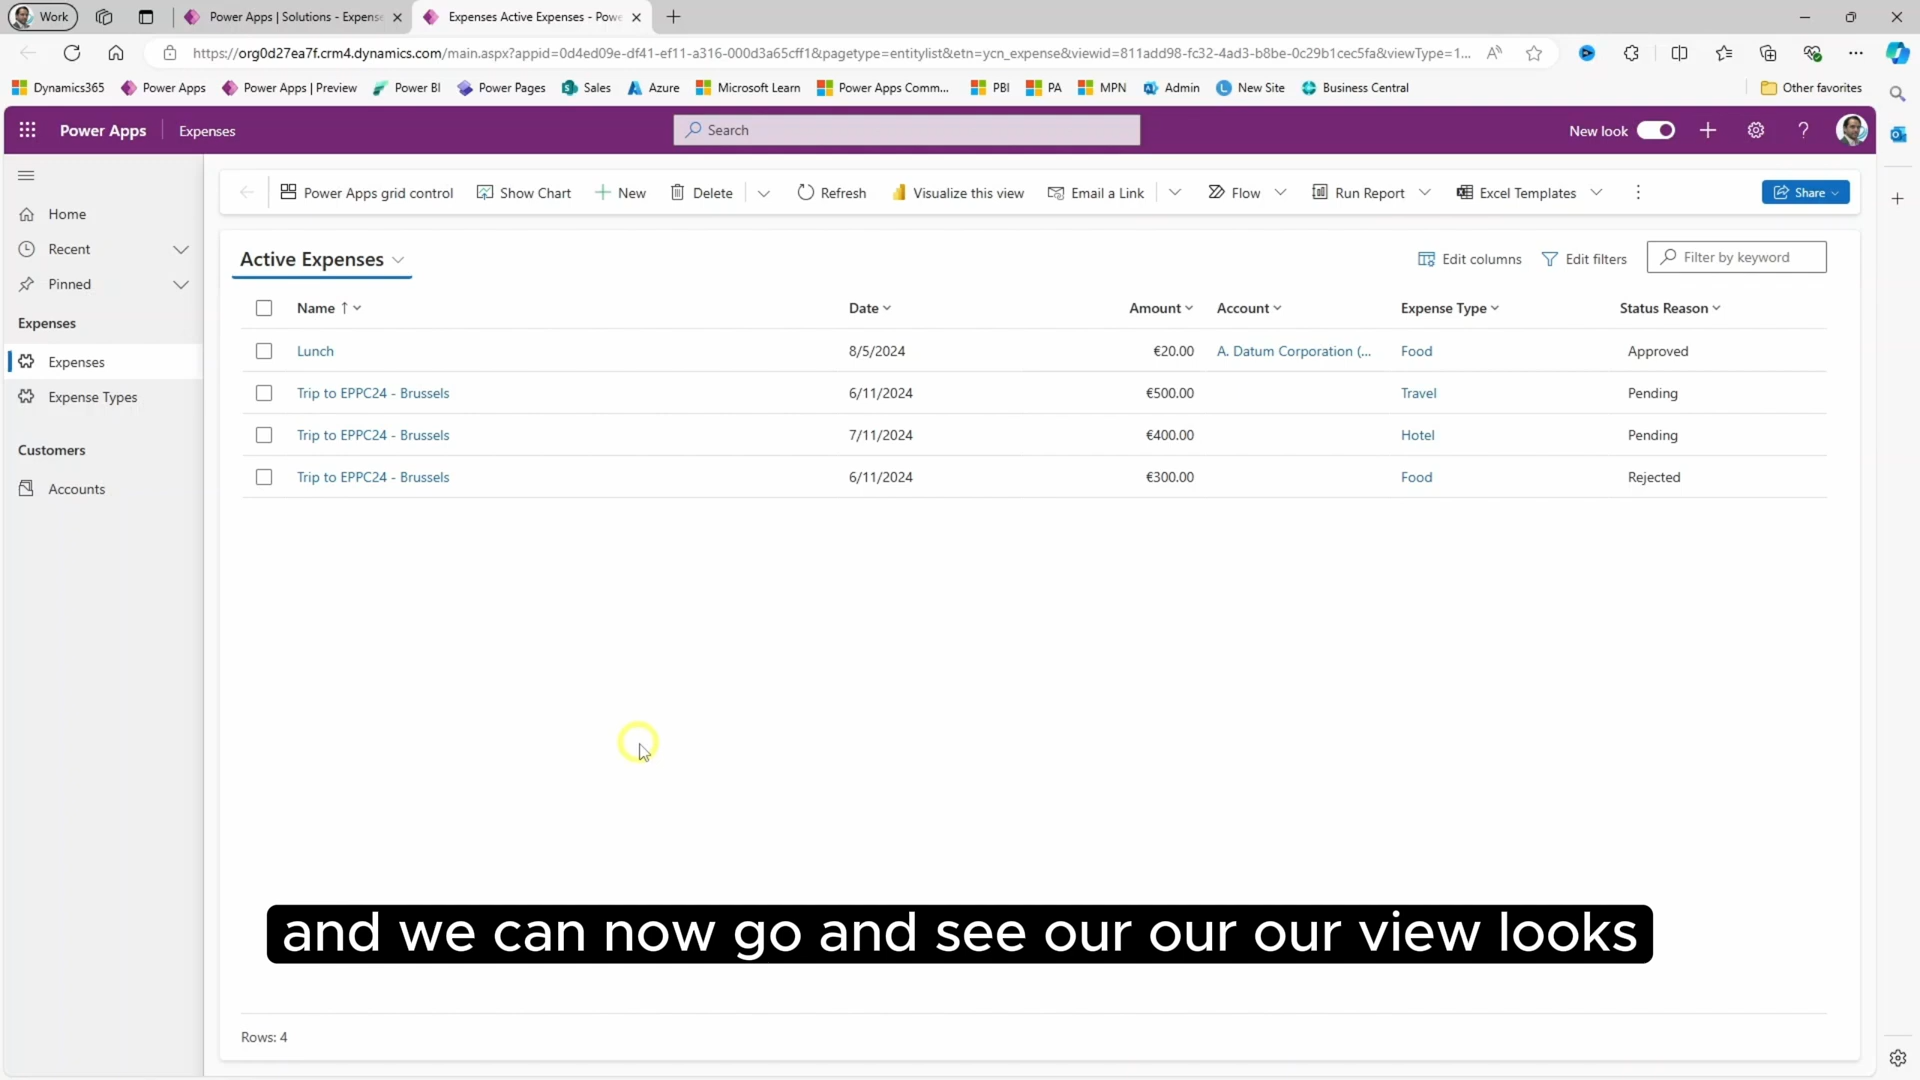 Work
Power Apps | Solutions - Expense
Expenses Active Expenses - Powe
https://org0d27ea7f.crm4.dynamics.com/main.aspx?appid=0d4ed09e-df41-ef11-a316-000d3a65cff1&pagetype=entitylist&etn=ycn_expense&viewid=811add98-fc32-4ad3-b8be-0c29b1cec5fa&viewType=1...
Dynamics365 Power Apps Power Apps | Preview Power BI Power Pages Sales Azure Microsoft Learn Power Apps Comm... PBI PA MPN Admin New Site Business Central Other favorites
Power Apps Expenses Search New look
Power Apps grid control Show Chart New Delete Refresh Visualize this view Email a Link Flow Run Report Excel Templates Share
Home
Recent
Pinned
Expenses
Expenses
Expense Types
Customers
Accounts
Active Expenses Edit columns Edit filters Filter by keyword
Name ↑ Date Amount Account Expense Type Status Reason
Lunch 8/5/2024 €20.00 A. Datum Corporation (... Food Approved
Trip to EPPC24 - Brussels 6/11/2024 €500.00 Travel Pending
Trip to EPPC24 - Brussels 7/11/2024 €400.00 Hotel Pending
Trip to EPPC24 - Brussels 6/11/2024 €300.00 Food Rejected
and we can now go and see our our our view looks
Rows: 4